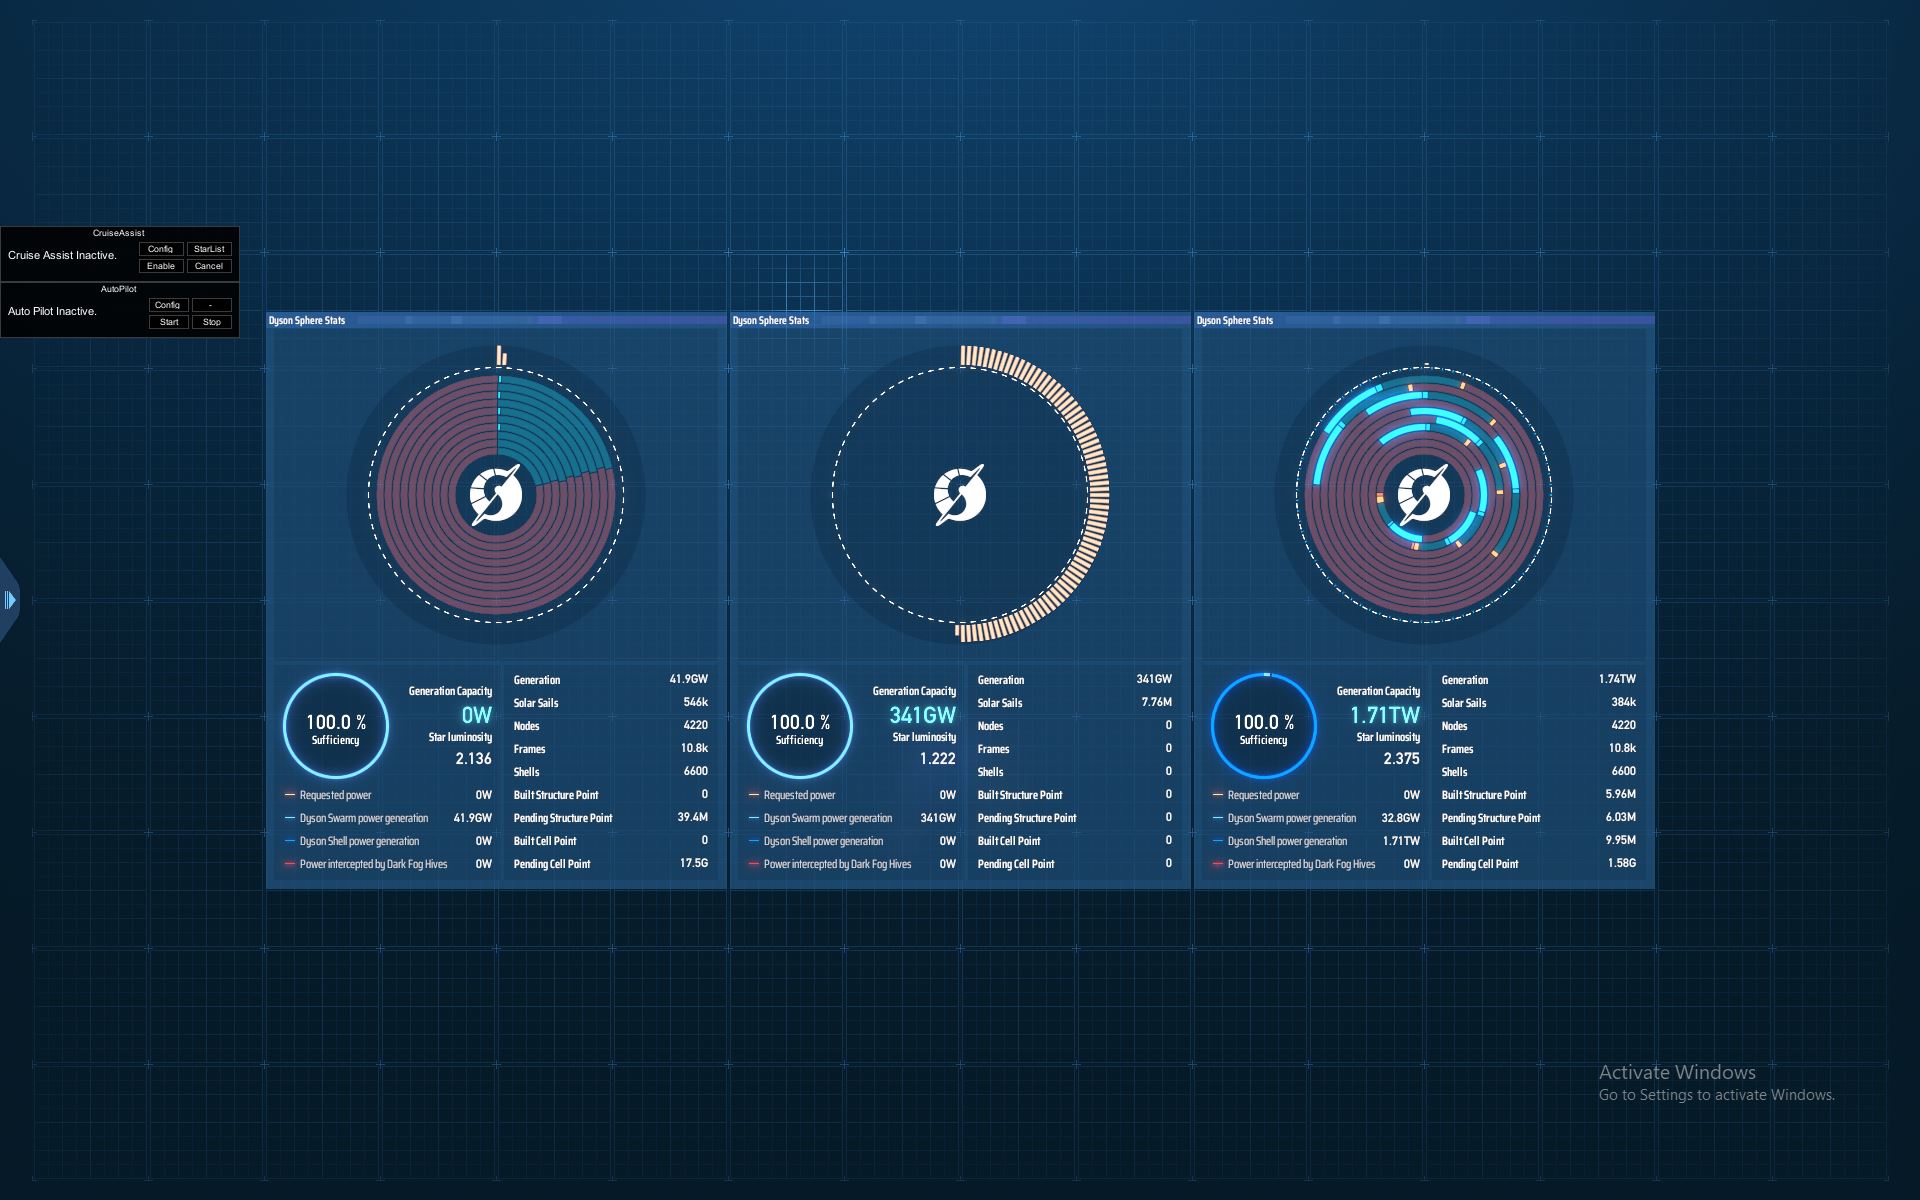 CruiseAssist
Cruise Assist Inactive.
Config
StarList
Enable
Cancel
AutoPilot
Auto Pilot Inactive.
Config
-
Start
Stop
Dyson Sphere Stats
100.0 %
Sufficiency
Generation Capacity
0W
Star luminosity
2.136
Requested power 0W
Dyson Swarm power generation 41.9GW
Dyson Shell power generation 0W
Power intercepted by Dark Fog Hives 0W
Generation 41.9GW
Solar Sails 546k
Nodes 4220
Frames 10.8k
Shells 6600
Built Structure Point 0
Pending Structure Point 39.4M
Built Cell Point 0
Pending Cell Point 17.5G
Dyson Sphere Stats
100.0 %
Sufficiency
Generation Capacity
341GW
Star luminosity
1.222
Requested power 0W
Dyson Swarm power generation 341GW
Dyson Shell power generation 0W
Power intercepted by Dark Fog Hives 0W
Generation 341GW
Solar Sails 7.76M
Nodes 0
Frames 0
Shells 0
Built Structure Point 0
Pending Structure Point 0
Built Cell Point 0
Pending Cell Point 0
Dyson Sphere Stats
100.0 %
Sufficiency
Generation Capacity
1.71TW
Star luminosity
2.375
Requested power 0W
Dyson Swarm power generation 32.8GW
Dyson Shell power generation 1.71TW
Power intercepted by Dark Fog Hives 0W
Generation 1.74TW
Solar Sails 384k
Nodes 4220
Frames 10.8k
Shells 6600
Built Structure Point 5.96M
Pending Structure Point 6.03M
Built Cell Point 9.95M
Pending Cell Point 1.58G
Activate Windows
Go to Settings to activate Windows.